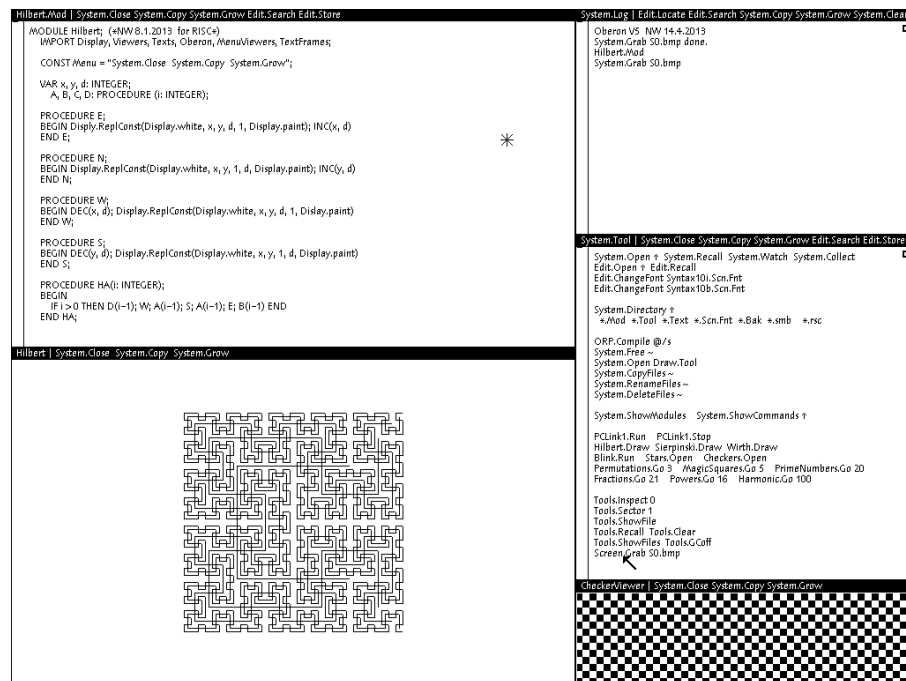 Hilbert.Mod | System.Close System.Copy System.Grow Edit.Search Edit.Store
MODULE Hilbert; (*NW 8.1.2013 for RISC*)
IMPORT Display, Viewers, Texts, Oberon, MenuViewers, TextFrames;
CONST Menu = "System.Close System.Copy System.Grow";
VAR x, y, d: INTEGER;
A, B, C, D: PROCEDURE (i: INTEGER);
PROCEDURE E;
BEGIN Disply.ReplConst(Display.white, x, y, d, 1, Display.paint); INC(x, d)
END E;
PROCEDURE N;
BEGIN Display.ReplConst(Display.white, x, y, 1, d, Display.paint); INC(y, d)
END N;
PROCEDURE W;
BEGIN DEC(x, d); Display.ReplConst(Display.white, x, y, d, 1, Dislay.paint)
END W;
PROCEDURE S;
BEGIN DEC(y, d); Display.ReplConst(Display.white, x, y, 1, d, Display.paint)
END S;
PROCEDURE HA(i: INTEGER);
BEGIN
IF i > 0 THEN D(i-1); W; A(i-1); S; A(i-1); E; B(i-1) END
END HA;
Hilbert | System.Close System.Copy System.Grow
System.Log | Edit.Locate Edit.Search System.Copy System.Grow System.Clear
Oberon V5 NW 14.4.2013
System.Grab S0.bmp done.
Hilbert.Mod
System.Grab S0.bmp
System.Tool | System.Close System.Copy System.Grow Edit.Search Edit.Store
System.Open ↑ System.Recall System.Watch System.Collect
Edit.Open ↑ Edit.Recall
Edit.ChangeFont Syntax10i.Scn.Fnt
Edit.ChangeFont Syntax10b.Scn.Fnt
System.Directory ↑
*.Mod *.Tool *.Text *.Scn.Fnt *.Bak *.smb *.rsc
ORP.Compile @/s
System.Free ~
System.Open Draw.Tool
System.CopyFiles ~
System.RenameFiles ~
System.DeleteFiles ~
System.ShowModules System.ShowCommands ↑
PCLink1.Run PCLink1.Stop
Hilbert.Draw Sierpinski.Draw Wirth.Draw
Blink.Run Stars.Open Checkers.Open
Permutations.Go 3 MagicSquares.Go 5 PrimeNumbers.Go 20
Fractions.Go 21 Powers.Go 16 Harmonic.Go 100
Tools.Inspect 0
Tools.Sector 1
Tools.ShowFile
Tools.Recall Tools.Clear
Tools.ShowFiles Tools.GCoff
Screen.Grab S0.bmp
CheckerViewer | System.Close System.Copy System.Grow